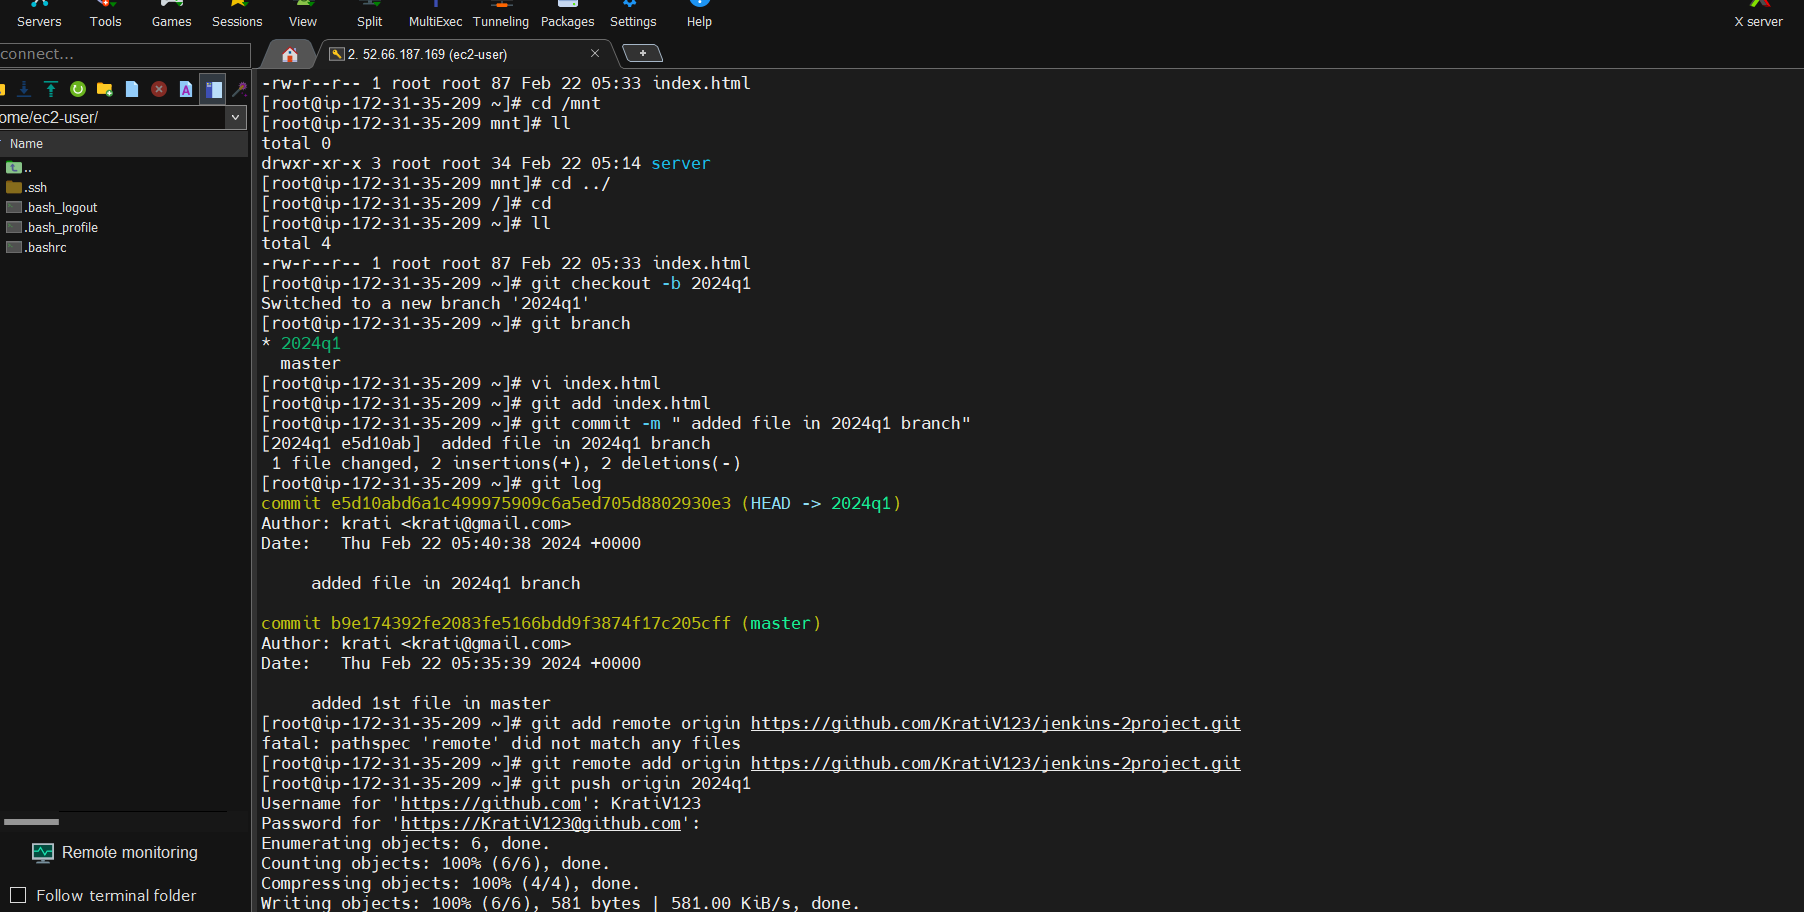 Servers Tools Games Sessions View Split MultiExec Tunneling Packages Settings Help X server
connect...
2. 52.66.187.169 (ec2-user)
ome/ec2-user/
Name
..
.ssh
.bash_logout
.bash_profile
.bashrc
Remote monitoring
Follow terminal folder
-rw-r--r-- 1 root root 87 Feb 22 05:33 index.html
[root@ip-172-31-35-209 ~]# cd /mnt
[root@ip-172-31-35-209 mnt]# ll
total 0
drwxr-xr-x 3 root root 34 Feb 22 05:14 server
[root@ip-172-31-35-209 mnt]# cd ../
[root@ip-172-31-35-209 /]# cd
[root@ip-172-31-35-209 ~]# ll
total 4
-rw-r--r-- 1 root root 87 Feb 22 05:33 index.html
[root@ip-172-31-35-209 ~]# git checkout -b 2024q1
Switched to a new branch '2024q1'
[root@ip-172-31-35-209 ~]# git branch
* 2024q1
  master
[root@ip-172-31-35-209 ~]# vi index.html
[root@ip-172-31-35-209 ~]# git add index.html
[root@ip-172-31-35-209 ~]# git commit -m " added file in 2024q1 branch"
[2024q1 e5d10ab]  added file in 2024q1 branch
 1 file changed, 2 insertions(+), 2 deletions(-)
[root@ip-172-31-35-209 ~]# git log
commit e5d10abd6a1c499975909c6a5ed705d8802930e3 (HEAD -> 2024q1)
Author: krati <krati@gmail.com>
Date:   Thu Feb 22 05:40:38 2024 +0000
     added file in 2024q1 branch
commit b9e174392fe2083fe5166bdd9f3874f17c205cff (master)
Author: krati <krati@gmail.com>
Date:   Thu Feb 22 05:35:39 2024 +0000
     added 1st file in master
[root@ip-172-31-35-209 ~]# git add remote origin https://github.com/KratiV123/jenkins-2project.git
fatal: pathspec 'remote' did not match any files
[root@ip-172-31-35-209 ~]# git remote add origin https://github.com/KratiV123/jenkins-2project.git
[root@ip-172-31-35-209 ~]# git push origin 2024q1
Username for 'https://github.com': KratiV123
Password for 'https://KratiV123@github.com':
Enumerating objects: 6, done.
Counting objects: 100% (6/6), done.
Compressing objects: 100% (4/4), done.
Writing objects: 100% (6/6), 581 bytes | 581.00 KiB/s, done.